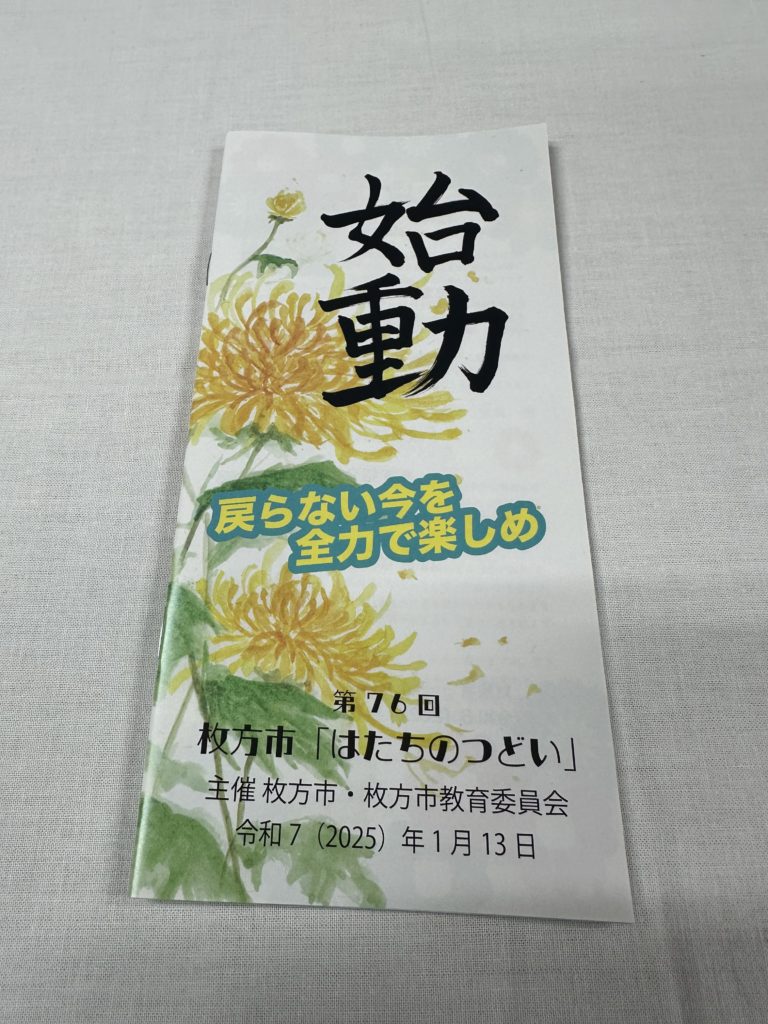 始
動
戻らない今を
全力で楽しめ
第76回
枚方市「はたちのつどい」
主催 枚方市・枚方市教育委員会
令和7（2025）年1月13日